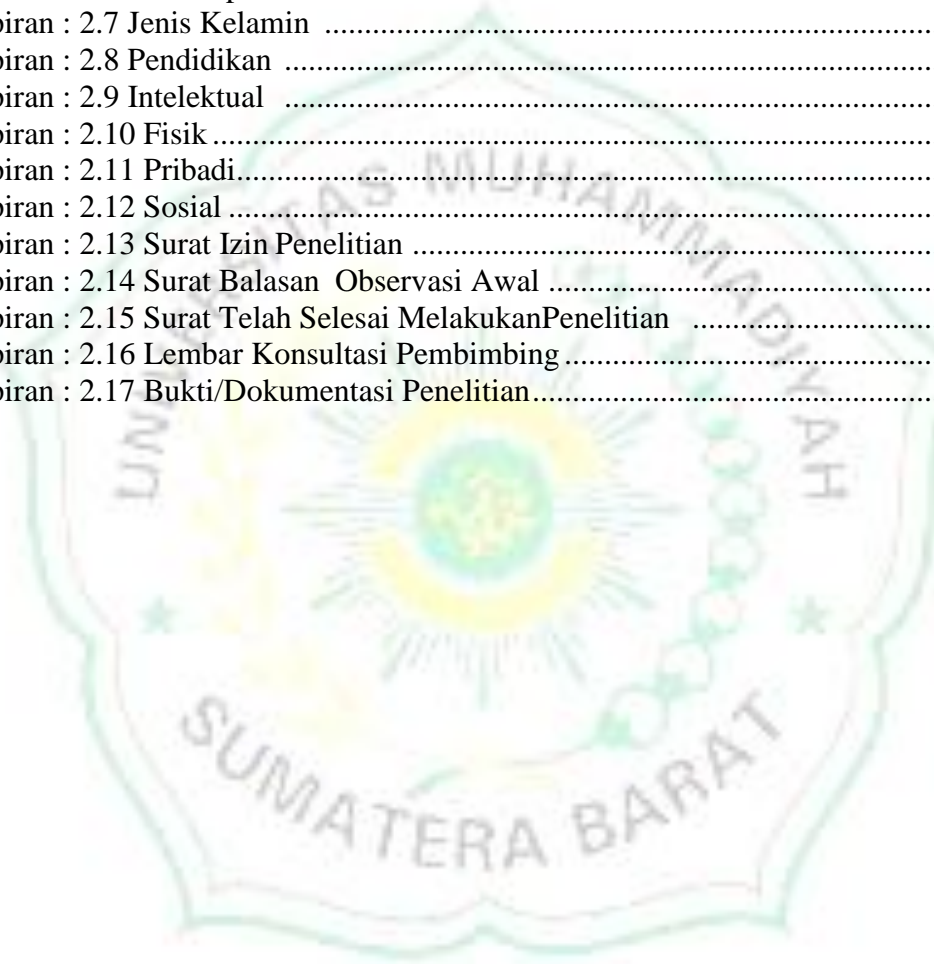 piran : 2.7 Jenis Kelamin ........................................................................
piran : 2.8 Pendidikan ........................................................................
piran : 2.9 Intelektual ........................................................................
piran : 2.10 Fisik ........................................................................
piran : 2.11 Pribadi........................................................................
piran : 2.12 Sosial ........................................................................
piran : 2.13 Surat Izin Penelitian ........................................................................
piran : 2.14 Surat Balasan Observasi Awal ........................................................................
piran : 2.15 Surat Telah Selesai MelakukanPenelitian ........................................................................
piran : 2.16 Lembar Konsultasi Pembimbing ........................................................................
piran : 2.17 Bukti/Dokumentasi Penelitian........................................................................
UNIVERSITAS MUHAMMADIYAH
SUMATERA BARAT